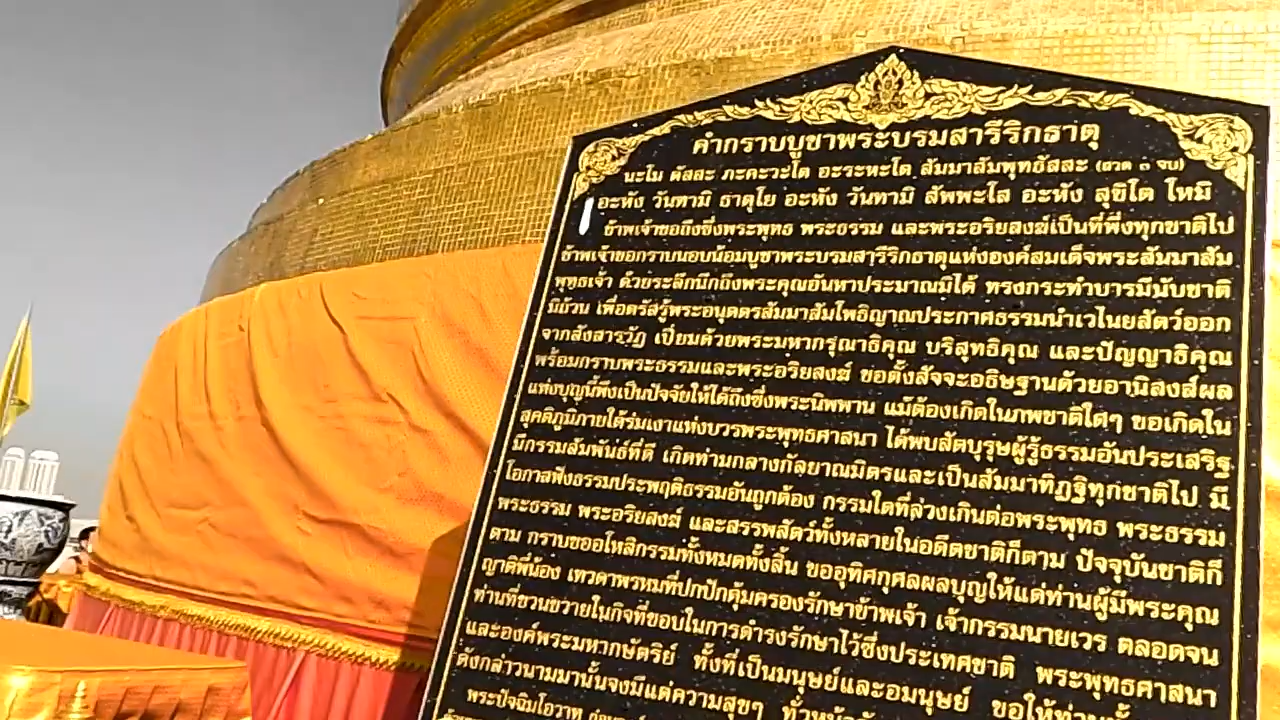 คำกราบบูชาพระบรมสารีริกธาตุ
นะโม ตัสสะ ภะคะวะโต อะระหะโต สัมมาสัมพุทธัสสะ (สวด ๓ จบ)
อะหัง วันทามิ ธาตุโย อะหัง วันทามิ สัพพะโส อะหัง สุขิโต โหมิ
ข้าพเจ้าขอถึงซึ่งพระพุทธ พระธรรม และพระอริยสงฆ์เป็นที่พึ่งทุกชาติไป
ข้าพเจ้าขอกราบนอบน้อมบูชาพระบรมสารีริกธาตุแห่งองค์สมเด็จพระสัมมาสัม
พุทธเจ้า ด้วยระลึกนึกถึงพระคุณอันหาประมาณมิได้ ทรงกระทำบารมีนับชาติ
มิถ้วน เพื่อตรัสรู้พระอนุตตรสัมมาสัมโพธิญาณประกาศธรรมนำเวไนยสัตว์ออก
จากสังสารวัฏ เปี่ยมด้วยพระมหากรุณาธิคุณ บริสุทธิคุณ และปัญญาธิคุณ
พร้อมกราบพระธรรมและพระอริยสงฆ์ ขอตั้งสัจจะอธิษฐานด้วยอานิสงส์ผล
แห่งบุญนี้พึงเป็นปัจจัยให้ได้ถึงซึ่งพระนิพพาน แม้ต้องเกิดในภพชาติใดๆ ขอเกิดใน
สุคติภูมิภายใต้ร่มเงาแห่งบวรพระพุทธศาสนา ได้พบสัตบุรุษผู้รู้ธรรมอันประเสริฐ
มีกรรมสัมพันธ์ที่ดี เกิดท่ามกลางกัลยาณมิตรและเป็นสัมมาทิฏฐิทุกชาติไป มี
โอกาสฟังธรรมประพฤติธรรมอันถูกต้อง กรรมใดที่ล่วงเกินต่อพระพุทธ พระธรรม
พระธรรม พระอริยสงฆ์ และสรรพสัตว์ทั้งหลายในอดีตชาติก็ตาม ปัจจุบันชาติก็
ตาม กราบขออโหสิกรรมทั้งหมดทั้งสิ้น ขออุทิศกุศลผลบุญให้แด่ท่านผู้มีพระคุณ
ญาติพี่น้อง เทวดาพรหมที่ปกปักคุ้มครองรักษาข้าพเจ้า เจ้ากรรมนายเวร ตลอดจน
ท่านที่ขวนขวายในกิจที่ชอบในการดำรงรักษาไว้ซึ่งประเทศชาติ พระพุทธศาสนา
และองค์พระมหากษัตริย์ ทั้งที่เป็นมนุษย์และอมนุษย์ ขอให้ท่าน
ดังกล่าวนามมานั้นจงมีแต่ความสุขๆ
พระปัจฉิมโอวาท